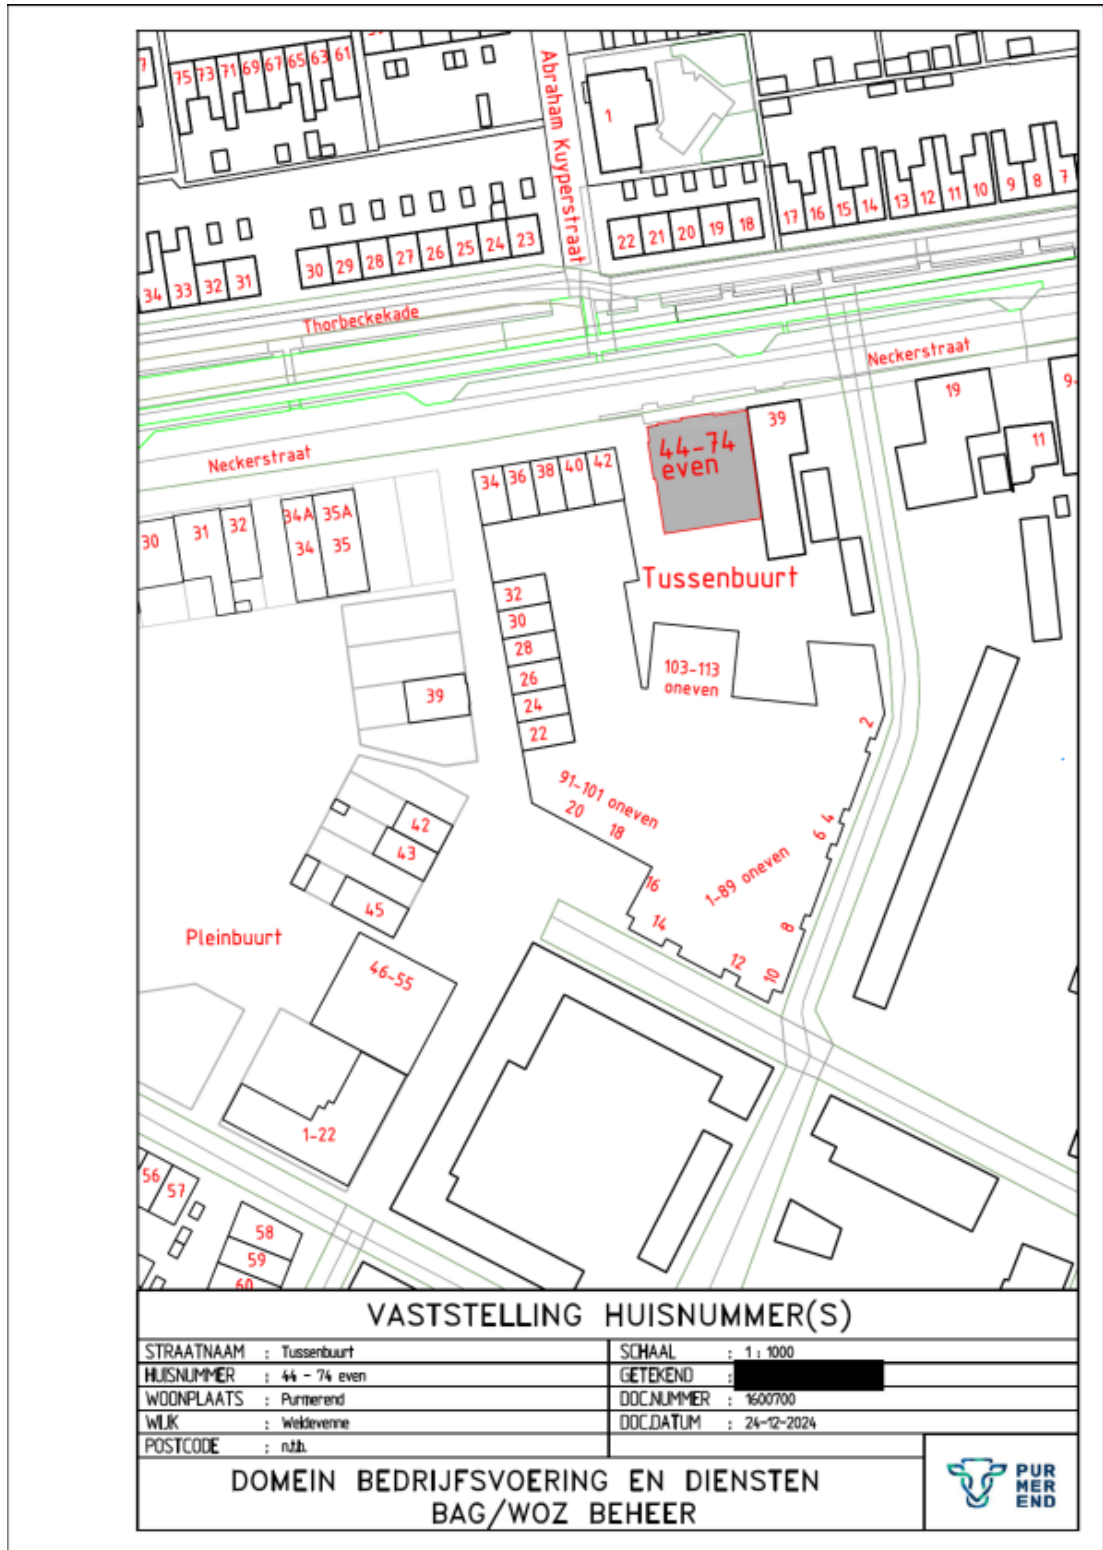 75 73 71 69 67 65 63 61
Abraham Kuyperstraat
1
17 16 15 14 13 12 11 10 9 8 7
22 21 20 19 18
34 33 32 31 30 29 28 27 26 25 24 23
Thorbeckekade
Neckerstraat
19
11
39
44-74
even
Neckerstraat
34 36 38 40 42
30 31 32 34A 35A
34 35
Tussenbuurt
32
30
28
26
24
22
103-113
oneven
39
2
91-101 oneven
20 18
4
6
1-89 oneven
42
43
45
16
14
12
10
8
Pleinbuurt
46-55
1-22
56
57
58
59
60
VASTSTELLING HUISNUMMER(S)
STRAATNAAM : Tussenbuurt
SCHAAL : 1 : 1000
HUISNUMMER : 44 - 74 even
GETEKEND :
WOONPLAATS : Purmerend
DOC.NUMMER : 1600700
WIJK : Weidevenne
DOC.DATUM : 24-12-2024
POSTCODE : n.t.b.
DOMEIN BEDRIJFSVOERING EN DIENSTEN
BAG/WOZ BEHEER
PUR
MER
END